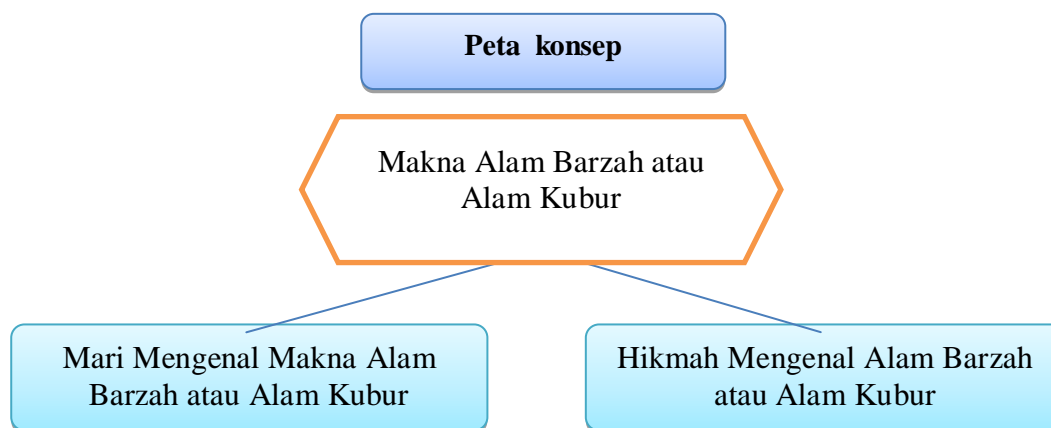 Peta konsep
Makna Alam Barzah atau
Alam Kubur
Mari Mengenal Makna Alam
Barzah atau Alam Kubur
Hikmah Mengenal Alam Barzah
atau Alam Kubur